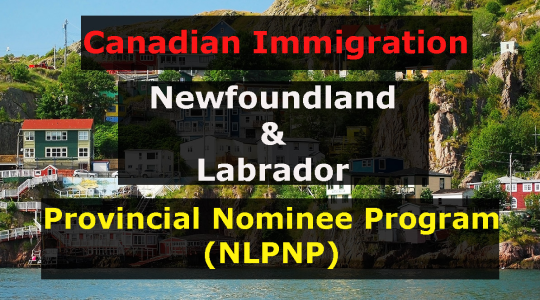 Canadian Immigration
Newfoundland
&
Labrador
Provincial Nominee Program
(NLPNP)